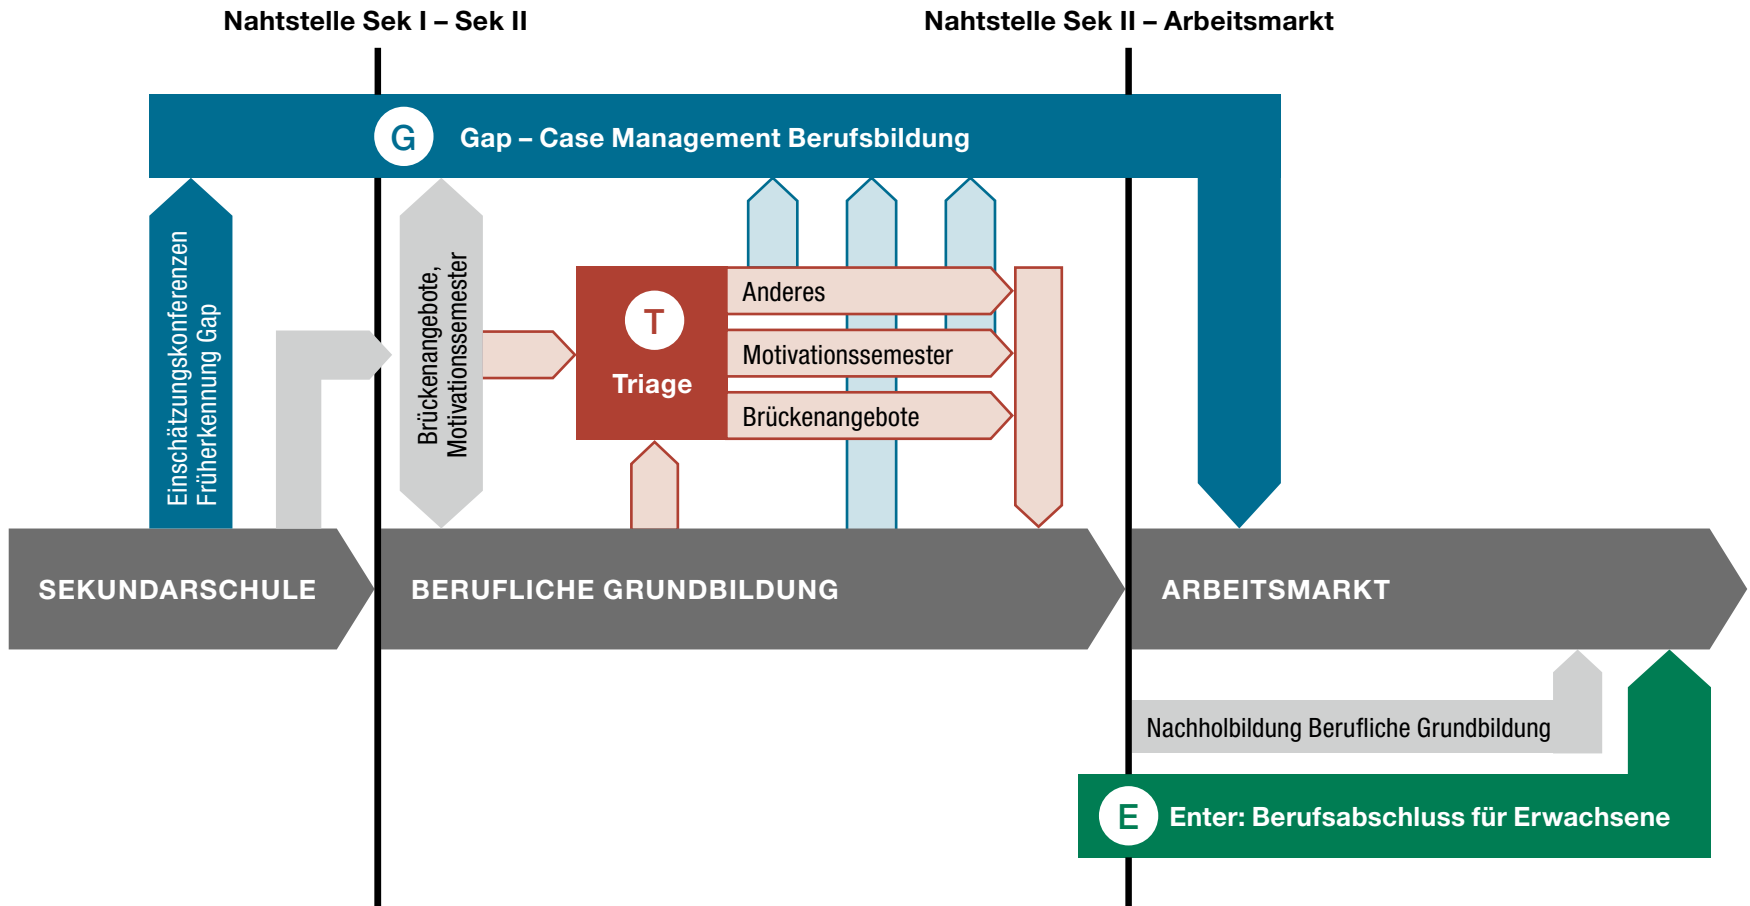 Nahtstelle Sek I – Sek II
Nahtstelle Sek II – Arbeitsmarkt
G
Gap – Case Management Berufsbildung
Einschätzungskonferenzen
Früherkennung Gap
Brückenangebote,
Motivationssemester
T
Triage
Anderes
Motivationssemester
Brückenangebote
SEKUNDARSCHULE
BERUFLICHE GRUNDBILDUNG
ARBEITSMARKT
Nachholbildung Berufliche Grundbildung
E
Enter: Berufsabschluss für Erwachsene